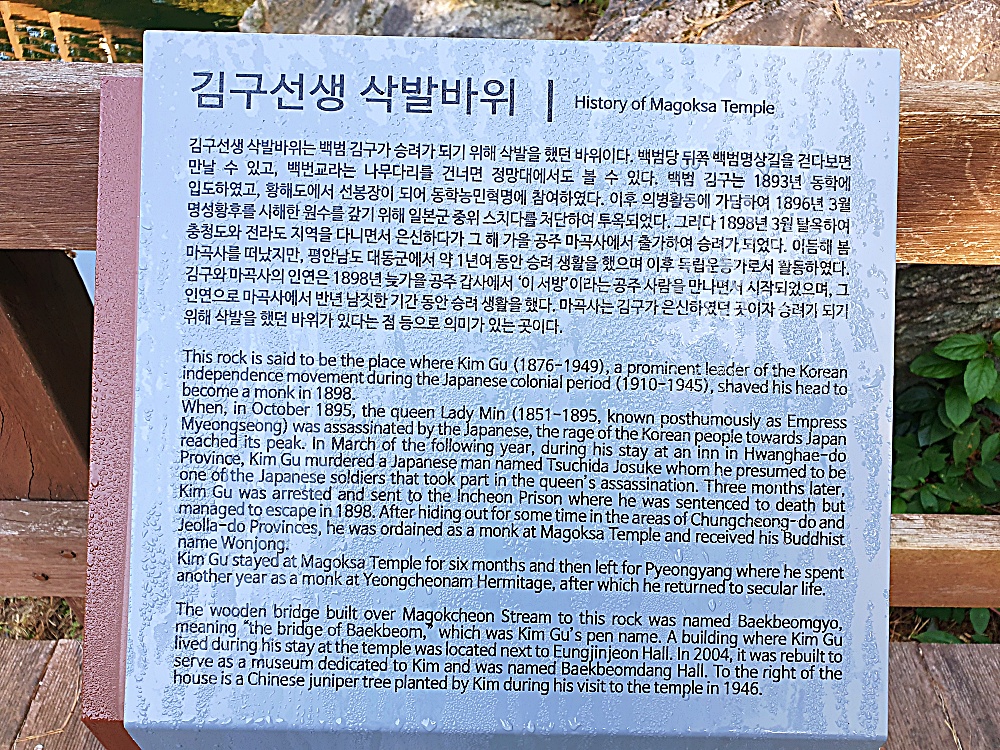 김구선생 삭발바위 | History of Magoksa Temple
김구선생 삭발바위는 백범 김구가 승려가 되기 위해 삭발을 했던 바위이다. 백범당 뒤쪽 백범명상길을 걷다보면
만날 수 있고, 백번교라는 나무다리를 건너면 정망대에서도 볼 수 있다. 백범 김구는 1893년 동학에
입도하였고, 황해도에서 선봉장이 되어 동학농민혁명에 참여하였다. 이후 의병활동에 가담하여 1896년 3월
명성황후를 시해한 원수를 갚기 위해 일본군 중위 스치다를 처단하여 투옥되었다. 그러다 1898년 3월 탈옥하여
충청도와 전라도 지역을 다니면서 은신하다가 그 해 가을 공주 마곡사에서 출가하여 승려가 되었다. 이듬해 봄
마곡사를 떠났지만, 평안남도 대동군에서 약 1년여 동안 승려 생활을 했으며 이후 독립운동가로서 활동하였다.
김구와 마곡사의 인연은 1898년 늦가을 공주 갑사에서 '이 서방'이라는 공주 사람을 만나면서 시작되었으며, 그
인연으로 마곡사에서 반년 남짓한 기간 동안 승려 생활을 했다. 마곡사는 김구가 은신하였던 곳이자 승려가 되기
위해 삭발을 했던 바위가 있다는 점 등으로 의미가 있는 곳이다.
This rock is said to be the place where Kim Gu (1876-1949), a prominent leader of the Korean
independence movement during the Japanese colonial period (1910-1945), shaved his head to
become a monk in 1898.
When, in October 1895, the queen Lady Min (1851-1895, known posthumously as Empress
Myeongseong) was assassinated by the Japanese, the rage of the Korean people towards Japan
reached its peak. In March of the following year, during his stay at an inn in Hwanghae-do
Province, Kim Gu murdered a Japanese man named Tsuchida Josuke whom he presumed to be
one of the Japanese soldiers that took part in the queen's assassination. Three months later,
Kim Gu was arrested and sent to the Incheon Prison where he was sentenced to death but
managed to escape in 1898. After hiding out for some time in the areas of Chungcheong-do and
Jeolla-do Provinces, he was ordained as a monk at Magoksa Temple and received his Buddhist
name Wonjong.
Kim Gu stayed at Magoksa Temple for six months and then left for Pyeongyang where he spent
another year as a monk at Yeongcheonam Hermitage, after which he returned to secular life.
The wooden bridge built over Magokcheon Stream to this rock was named Baekbeomgyo,
meaning "the bridge of Baekbeom," which was Kim Gu's pen name. A building where Kim Gu
lived during his stay at the temple was located next to Eungjinjeon Hall. In 2004, it was rebuilt to
serve as a museum dedicated to Kim and was named Baekbeomdang Hall. To the right of the
house is a Chinese juniper tree planted by Kim during his visit to the temple in 1946.